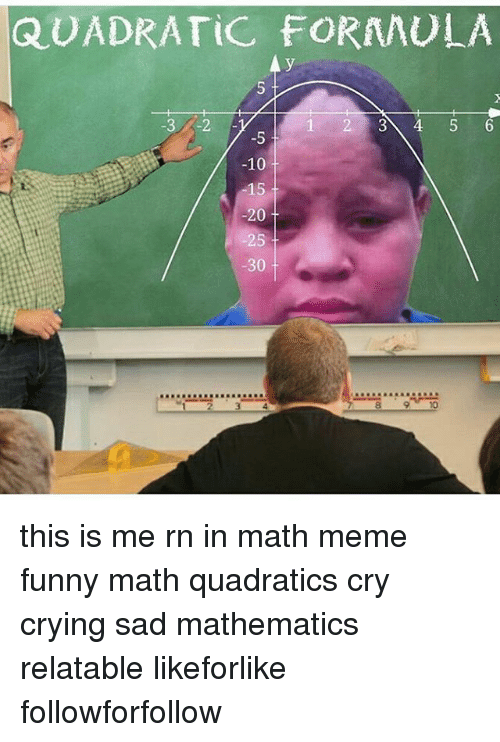 QUADRATiC FORMULA
y
5
x
-3 -2 -1 1 2 3 4 5 6
-5
-10
-15
-20
-25
-30
1 2 3 4 7 8 9 10
this is me rn in math meme
funny math quadratics cry
crying sad mathematics
relatable likeforlike
followforfollow